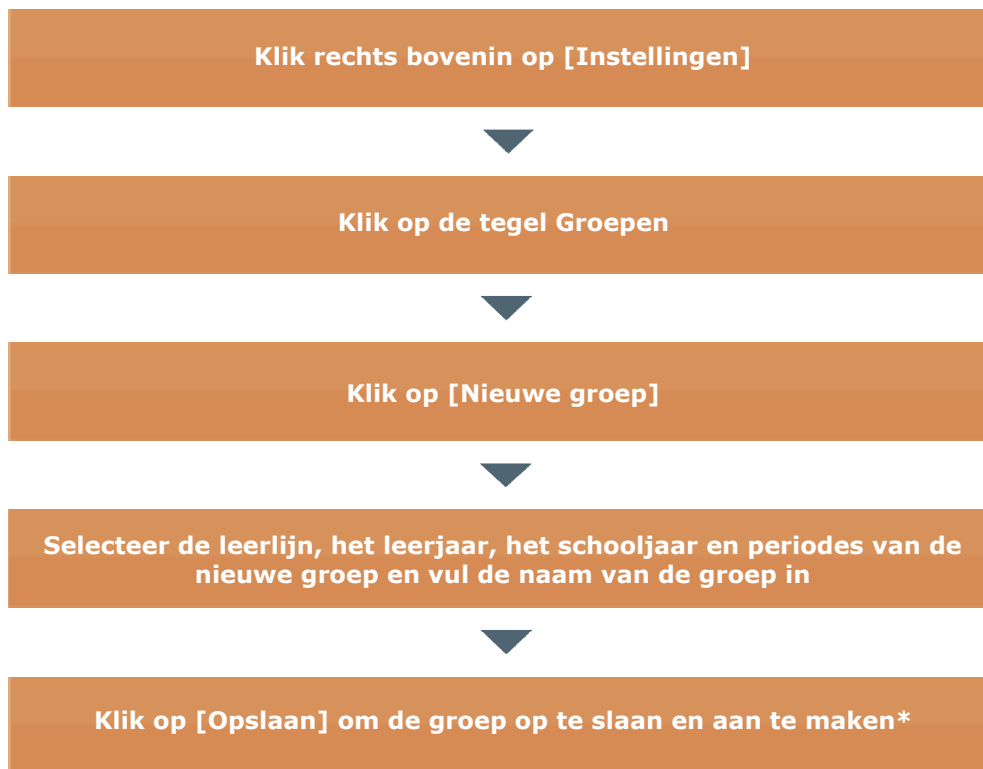 Klik rechts bovenin op [Instellingen]
Klik op de tegel Groepen
Klik op [Nieuwe groep]
Selecteer de leerlijn, het leerjaar, het schooljaar en periodes van de
nieuwe groep en vul de naam van de groep in
Klik op [Opslaan] om de groep op te slaan en aan te maken*